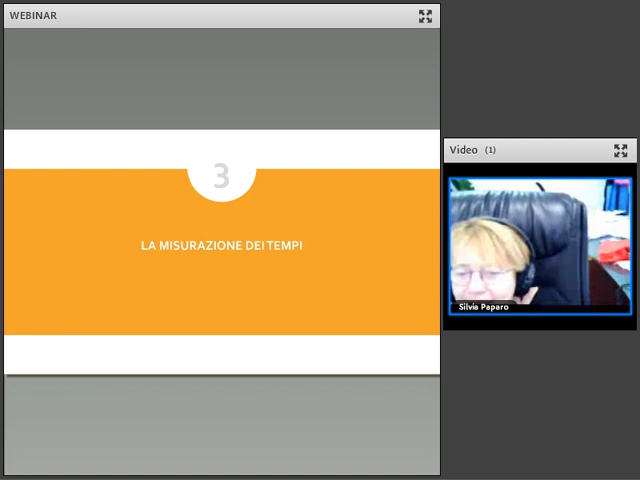 WEBINAR
3
LA MISURAZIONE DEI TEMPI
Video (1)
Silvia Paparo